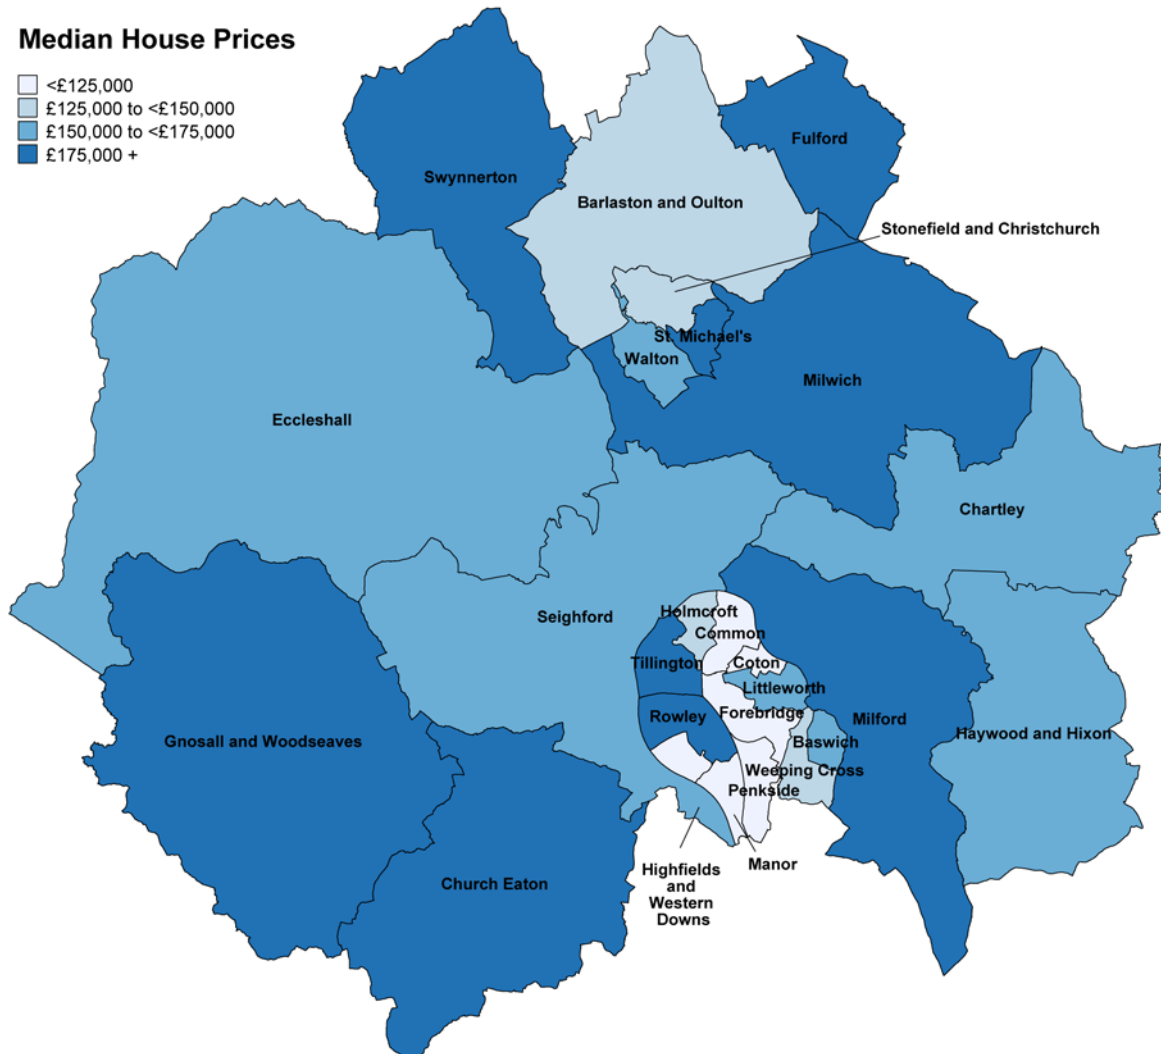 Median House Prices
<£125,000
£125,000 to <£150,000
£150,000 to <£175,000
£175,000 +
Fulford
Swynnerton
Barlaston and Oulton
Stonefield and Christchurch
St. Michael's
Walton
Milwich
Eccleshall
Chartley
Seighford
Holmcroft
Common
Tillington
Coton
Littleworth
Rowley
Forebridge
Milford
Haywood and Hixon
Gnosall and Woodseaves
Baswich
Weeping Cross
Penkside
Manor
Highfields
and
Western
Downs
Church Eaton